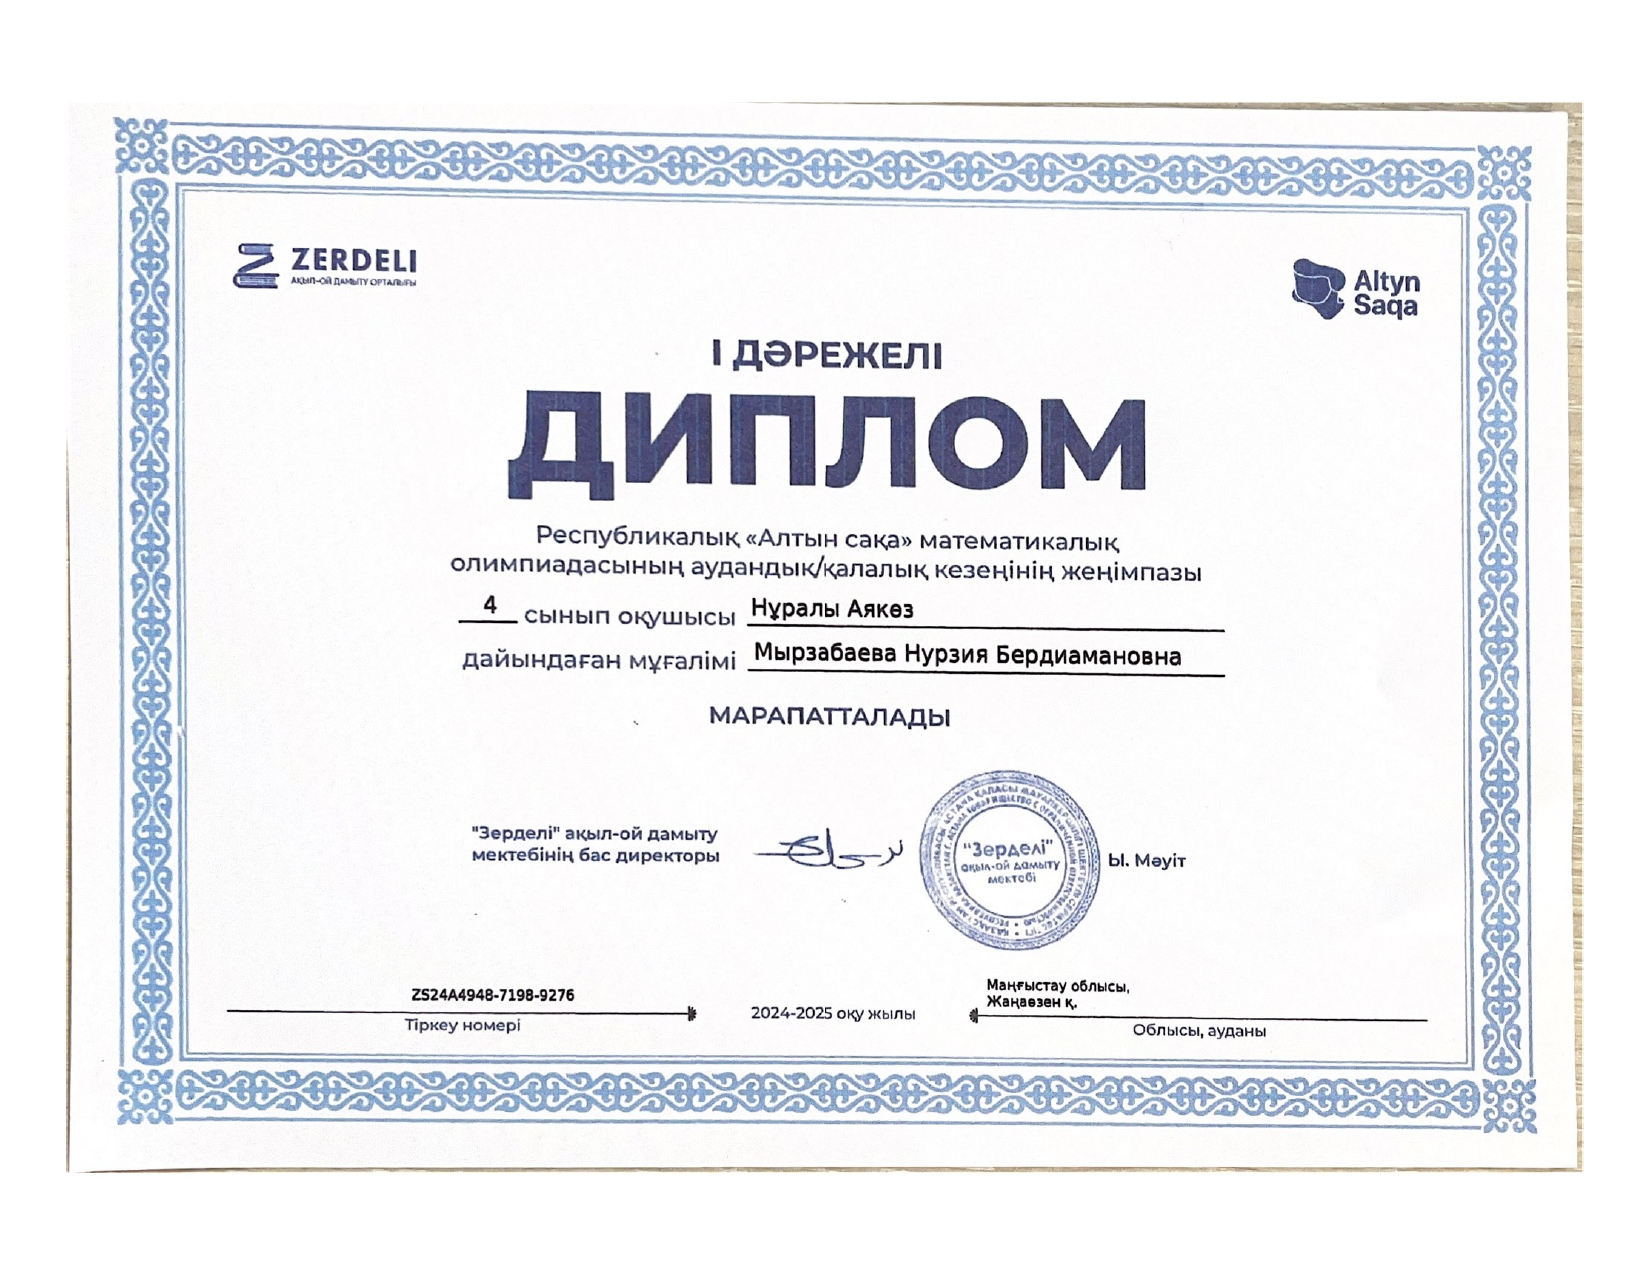 ZERDELI
АҚЫЛ-ОЙ ДАМЫТУ ОРТАЛЫҒЫ
Altyn
Saqa
I ДӘРЕЖЕЛІ
ДИПЛОМ
Республикалық «Алтын сақа» математикалық
олимпиадасының аудандық/қалалық кезеңінің жеңімпазы
4 сынып оқушысы Нұралы Аякөз
дайындаған мұғалімі Мырзабаева Нурзия Бердиамановна
МАРАПАТТАЛАДЫ
"Зерделі" ақыл-ой дамыту
мектебінің бас директоры
"Зерделі"
ақыл-ой дамыту
мектебі
Ы. Мәуіт
ZS24A4948-7198-9276
Тіркеу номері
2024-2025 оқу жылы
Маңғыстау облысы,
Жаңаөзен қ.
Облысы, ауданы